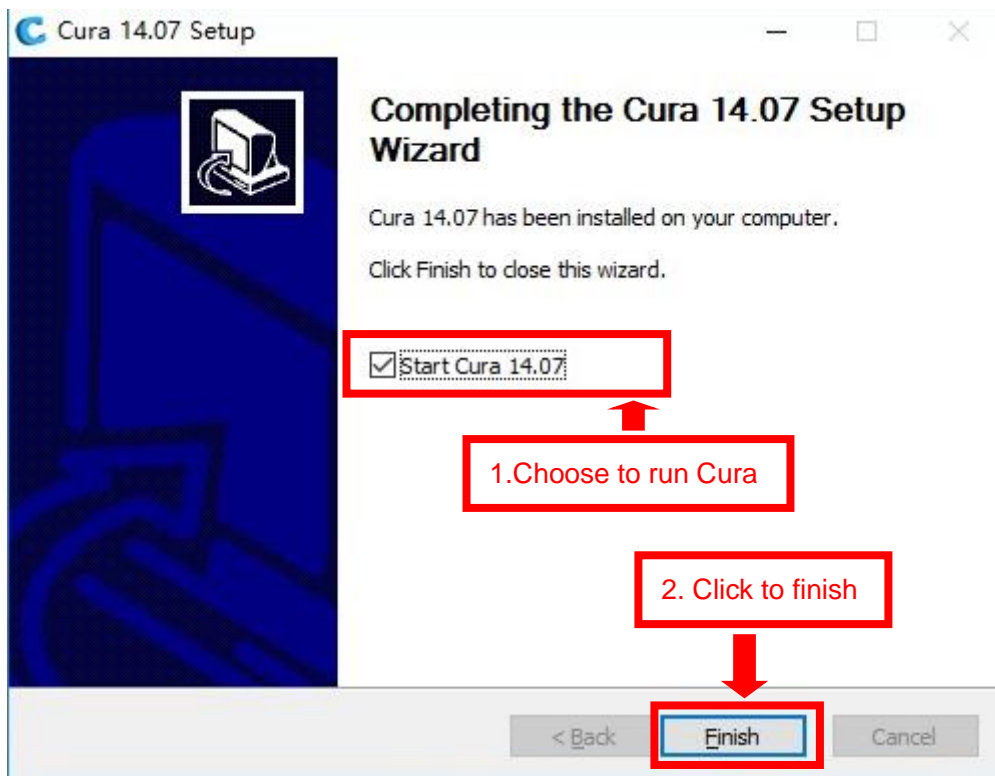 Cura 14.07 Setup
Completing the Cura 14.07 Setup
Wizard
Cura 14.07 has been installed on your computer.
Click Finish to close this wizard.
Start Cura 14.07
1.Choose to run Cura
2. Click to finish
< Back Finish Cancel